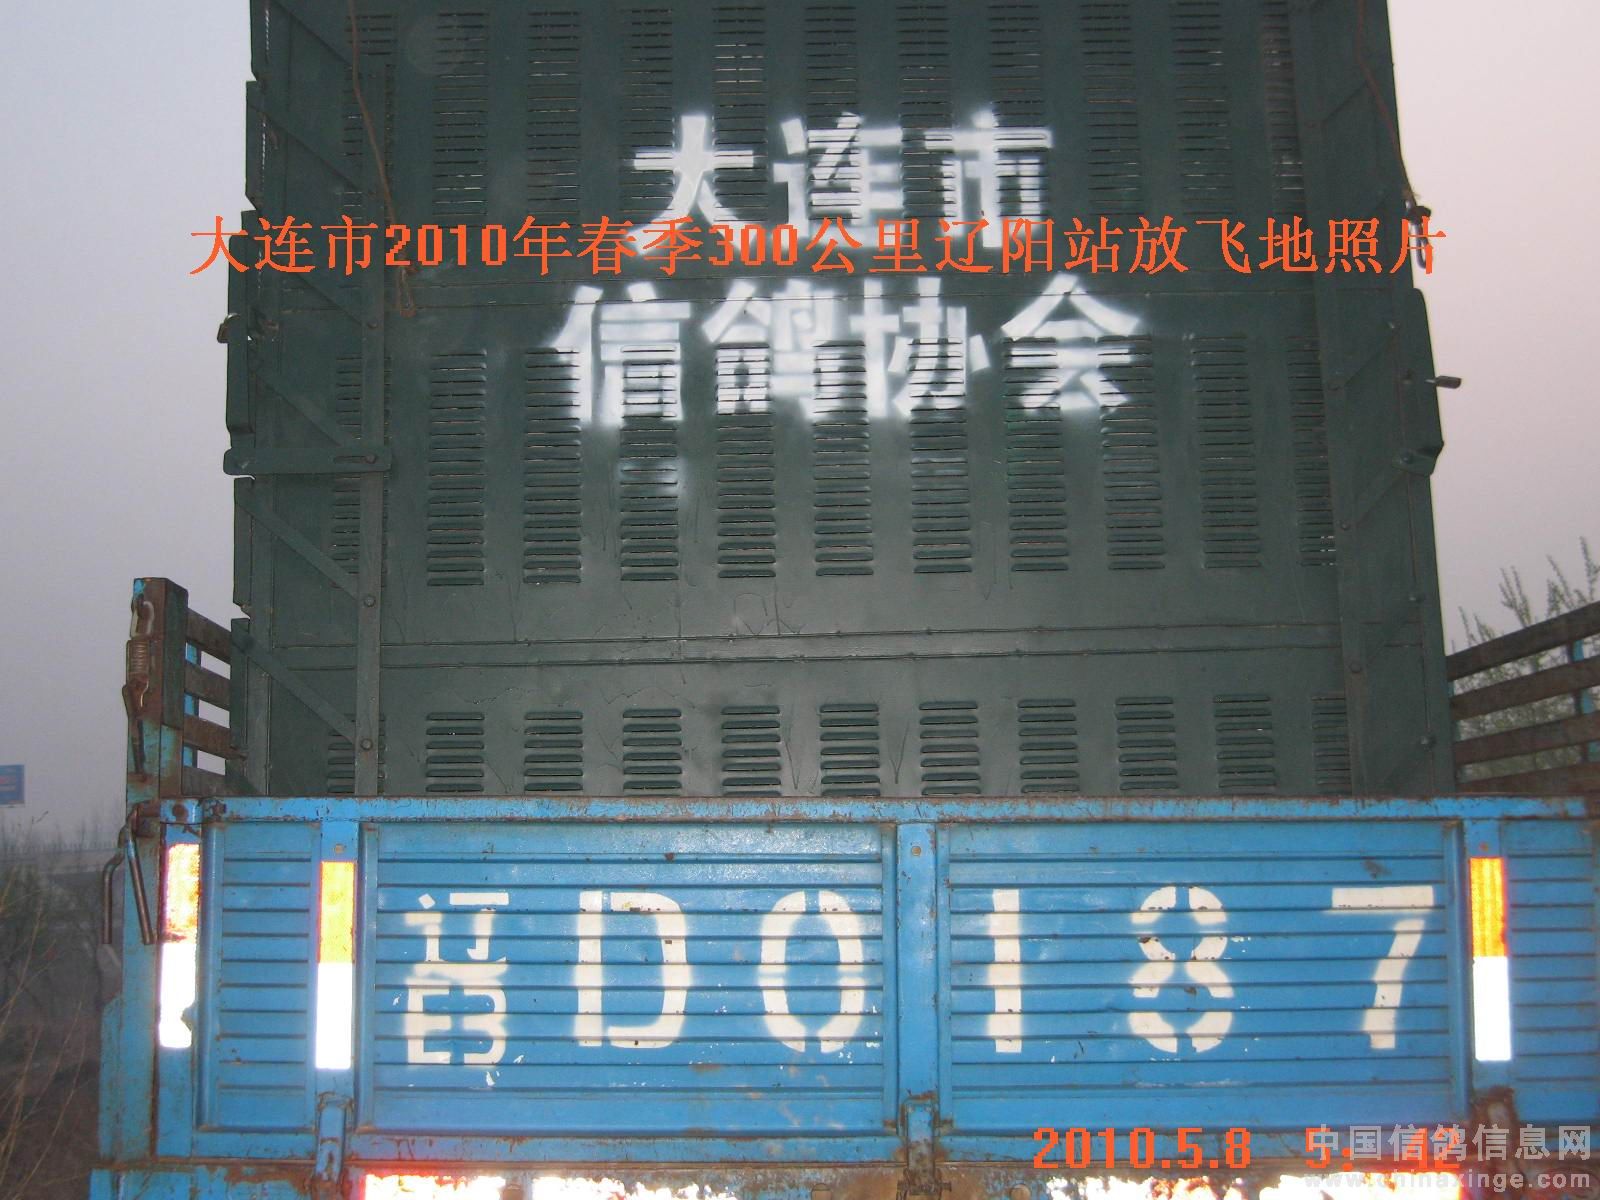 大连市
大连市2010年春季300公里辽阳站放飞地照片
信鸽协会
辽B D0187
2010.5.8
中国信鸽信息网
www.chinaxinge.com